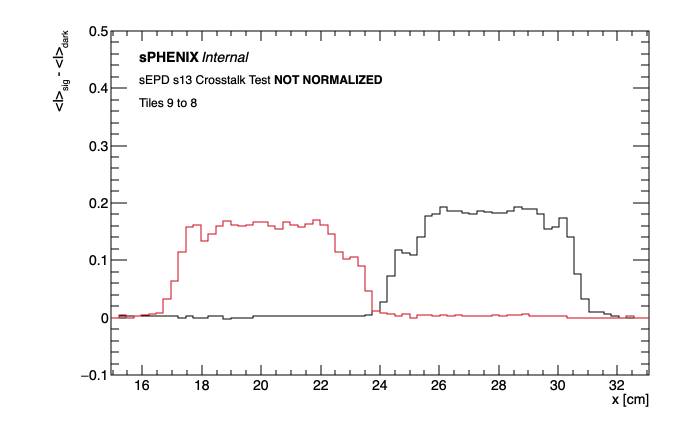 <I>sig - <I>dark
0.5
0.4
0.3
0.2
0.1
0
−0.1
sPHENIX Internal
sEPD s13 Crosstalk Test NOT NORMALIZED
Tiles 9 to 8
16 18 20 22 24 26 28 30 32
x [cm]